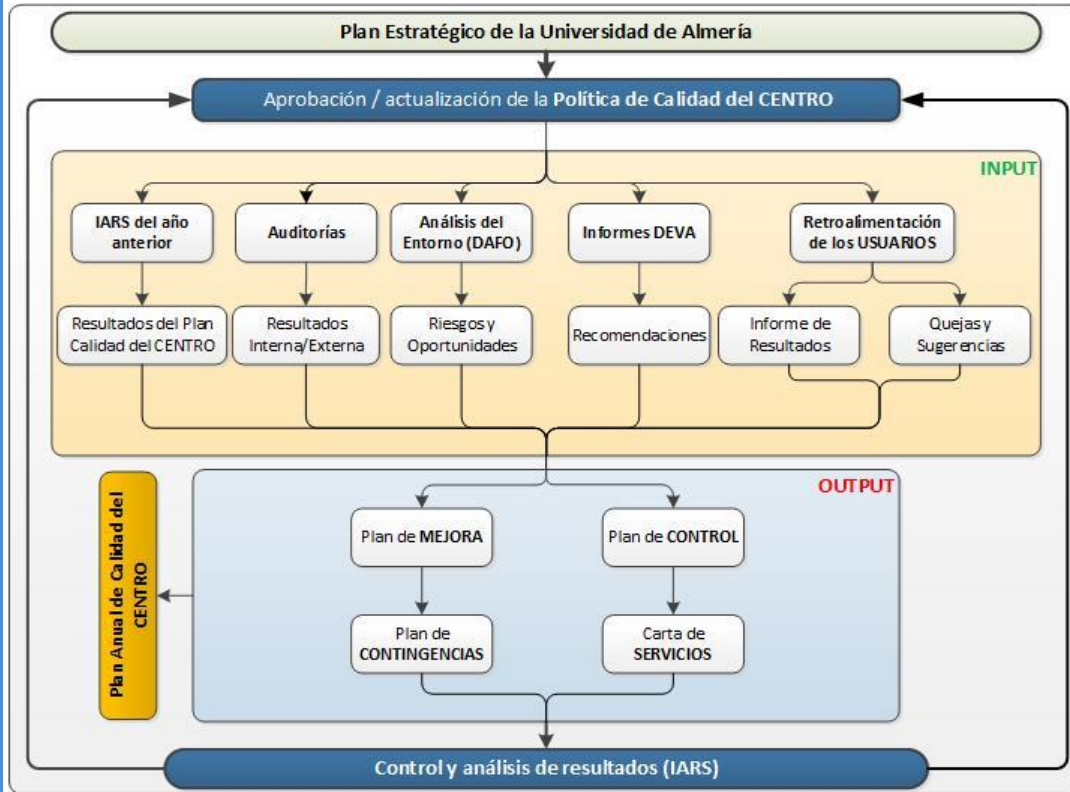 Plan Estratégico de la Universidad de Almería
Aprobación / actualización de la Política de Calidad del CENTRO
INPUT
IARS del año
anterior
Auditorías
Análisis del
Entorno (DAFO)
Informes DEVA
Retroalimentación
de los USUARIOS
Resultados del Plan
Calidad del CENTRO
Resultados
Interna/Externa
Riesgos y
Oportunidades
Recomendaciones
Informe de
Resultados
Quejas y
Sugerencias
Plan Anual de Calidad del
CENTRO
OUTPUT
Plan de MEJORA
Plan de CONTROL
Plan de
CONTINGENCIAS
Carta de
SERVICIOS
Control y análisis de resultados (IARS)